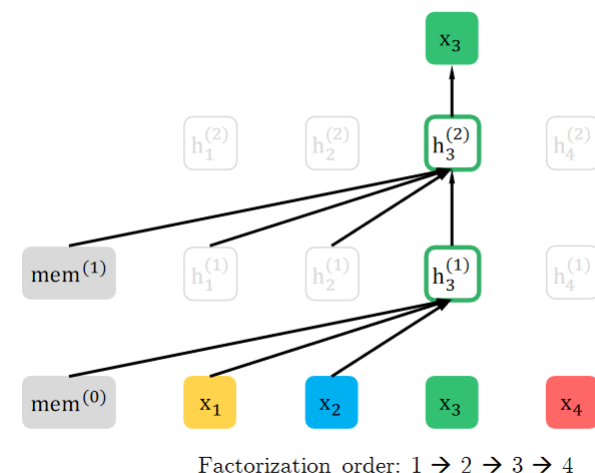 x₃
h₁⁽²⁾ h₂⁽²⁾ h₃⁽²⁾ h₄⁽²⁾
mem⁽¹⁾ h₁⁽¹⁾ h₂⁽¹⁾ h₃⁽¹⁾ h₄⁽¹⁾
mem⁽⁰⁾ x₁ x₂ x₃ x₄
Factorization order: 1 → 2 → 3 → 4